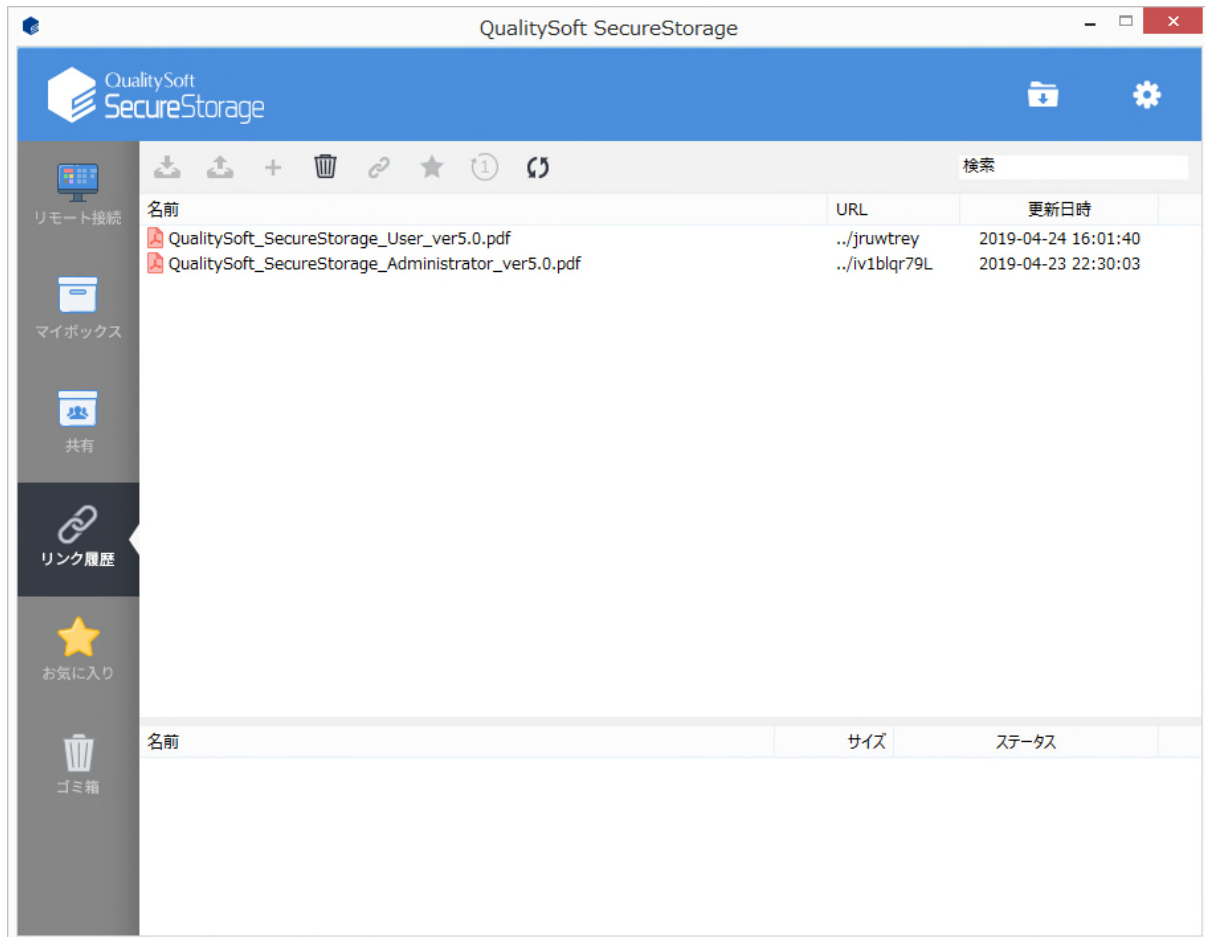 QualitySoft SecureStorage
QualitySoft
SecureStorage
検索
リモート接続
マイボックス
共有
リンク履歴
お気に入り
ゴミ箱
名前 URL 更新日時
QualitySoft_SecureStorage_User_ver5.0.pdf ../jruwtrey 2019-04-24 16:01:40
QualitySoft_SecureStorage_Administrator_ver5.0.pdf ../iv1blqr79L 2019-04-23 22:30:03
名前 サイズ ステータス